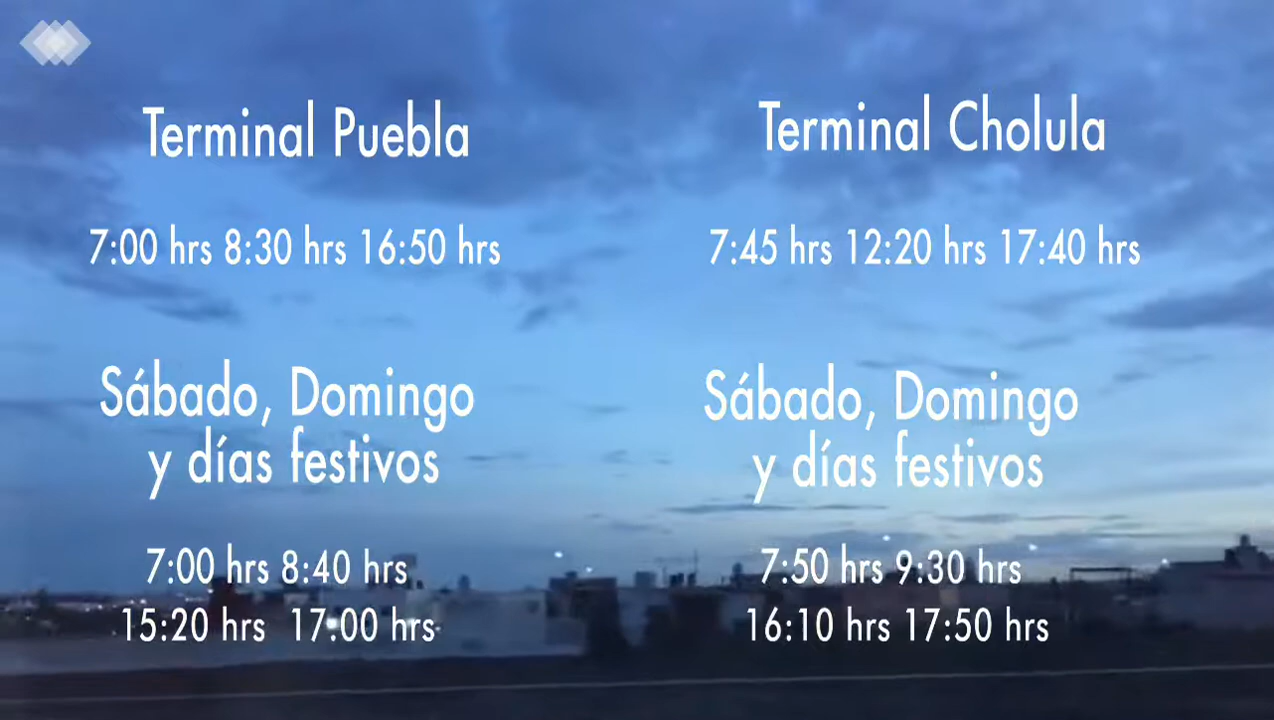 Terminal Puebla
7:00 hrs 8:30 hrs 16:50 hrs
Sábado, Domingo
y días festivos
7:00 hrs 8:40 hrs
15:20 hrs 17:00 hrs
Terminal Cholula
7:45 hrs 12:20 hrs 17:40 hrs
Sábado, Domingo
y días festivos
7:50 hrs 9:30 hrs
16:10 hrs 17:50 hrs